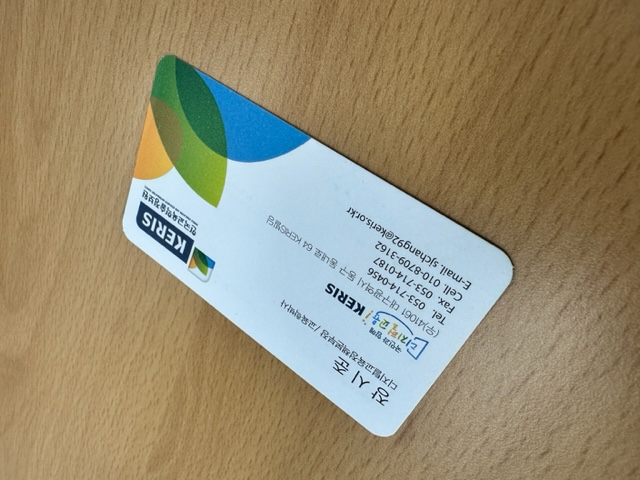 KERIS
한국교육학술정보원
장 시 준
디지털교육정책본부장 / 교육학박사
국민과 함께
디지털교육! KERIS
(우)41061 대구광역시 동구 동내로 64 KERIS빌딩
Tel. 053-714-0456
Fax. 053-714-0187
Cell. 010-8709-3162
E-mail. sjchang92@keris.or.kr